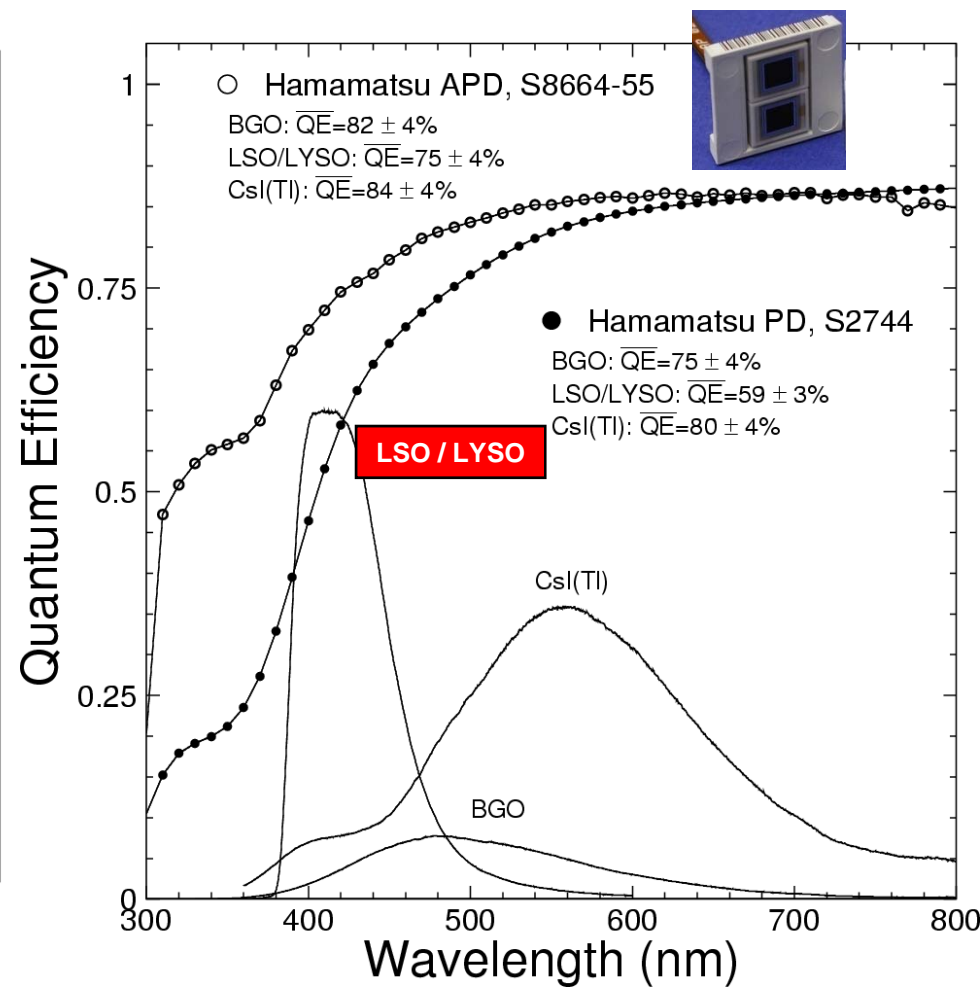 1
○ Hamamatsu APD, S8664-55
BGO: QE=82 ± 4%
LSO/LYSO: QE=75 ± 4%
CsI(Tl): QE=84 ± 4%
0.75
● Hamamatsu PD, S2744
BGO: QE=75 ± 4%
LSO/LYSO: QE=59 ± 3%
CsI(Tl): QE=80 ± 4%
LSO / LYSO
0.5
CsI(Tl)
0.25
BGO
0
300 400 500 600 700 800
Wavelength (nm)
Quantum Efficiency